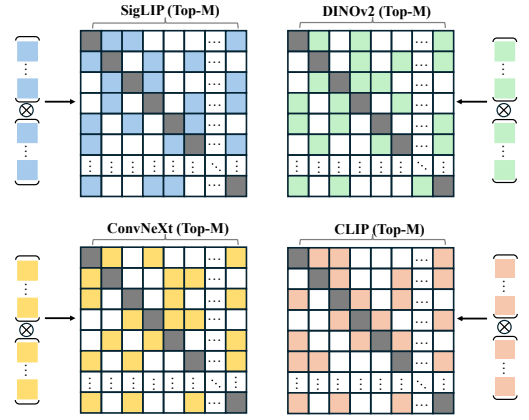 SigLIP (Top-M)
DINOv2 (Top-M)
ConvNeXt (Top-M)
CLIP (Top-M)